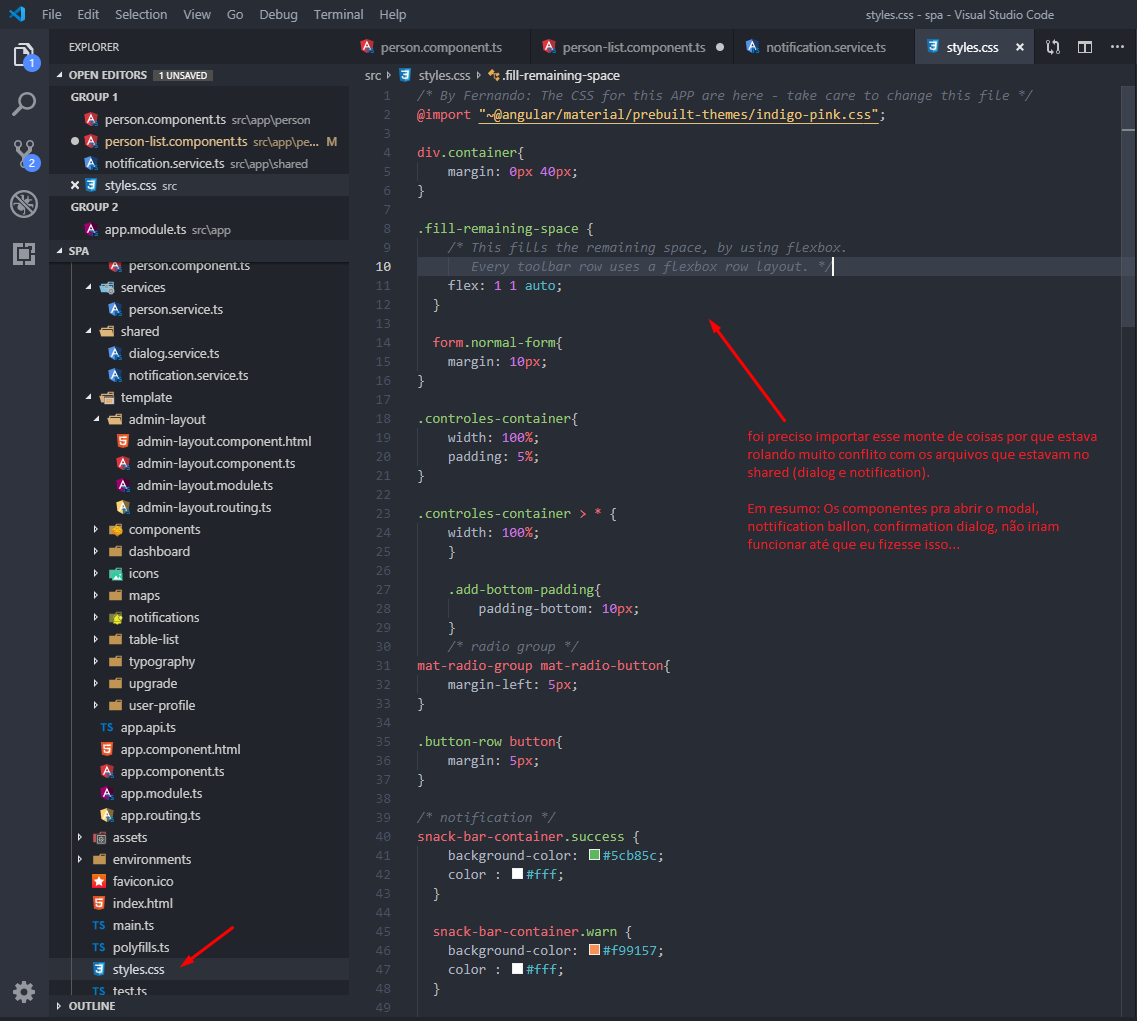 File Edit Selection View Go Debug Terminal Help
styles.css - spa - Visual Studio Code
EXPLORER
OPEN EDITORS 1 UNSAVED
GROUP 1
person.component.ts src\app\person
person-list.component.ts src\app\pe... M
notification.service.ts src\app\shared
styles.css src
GROUP 2
app.module.ts src\app
SPA
person.component.ts
services
person.service.ts
shared
dialog.service.ts
notification.service.ts
template
admin-layout
admin-layout.component.html
admin-layout.component.ts
admin-layout.module.ts
admin-layout.routing.ts
components
dashboard
icons
maps
notifications
table-list
typography
upgrade
user-profile
app.api.ts
app.component.html
app.component.ts
app.module.ts
app.routing.ts
assets
environments
favicon.ico
index.html
main.ts
polyfills.ts
styles.css
test.ts
OUTLINE
1
2
person.component.ts
person-list.component.ts
notification.service.ts
styles.css
src styles.css .fill-remaining-space
1 /* By Fernando: The CSS for this APP are here - take care to change this file */
2 @import "~@angular/material/prebuilt-themes/indigo-pink.css";
3
4 div.container{
5 margin: 0px 40px;
6 }
7
8 .fill-remaining-space {
9 /* This fills the remaining space, by using flexbox.
10 Every toolbar row uses a flexbox row layout. */
11 flex: 1 1 auto;
12 }
13
14 form.normal-form{
15 margin: 10px;
16 }
17
18 .controles-container{
19 width: 100%;
20 padding: 5%;
21 }
22
23 .controles-container > * {
24 width: 100%;
25 }
26
27 .add-bottom-padding{
28 padding-bottom: 10px;
29 }
30 /* radio group */
31 mat-radio-group mat-radio-button{
32 margin-left: 5px;
33 }
34
35 .button-row button{
36 margin: 5px;
37 }
38
39 /* notification */
40 snack-bar-container.success {
41 background-color: #5cb85c;
42 color : #fff;
43 }
44
45 snack-bar-container.warn {
46 background-color: #f99157;
47 color : #fff;
48 }
49
foi preciso importar esse monte de coisas por que estava
rolando muito conflito com os arquivos que estavam no
shared (dialog e notification).
Em resumo: Os componentes pra abrir o modal,
nottification ballon, confirmation dialog, não iriam
funcionar até que eu fizesse isso...